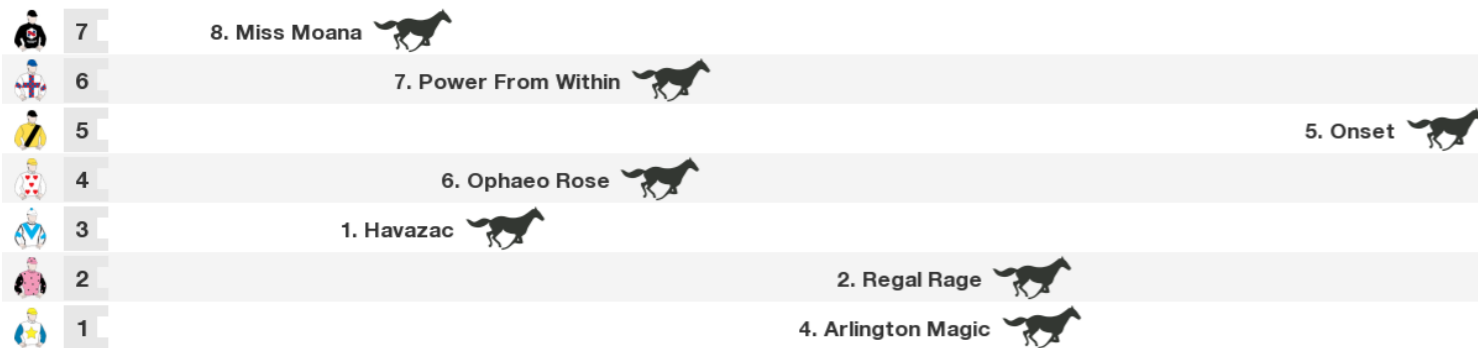 7 8. Miss Moana
6 7. Power From Within
5 5. Onset
4 6. Ophaeo Rose
3 1. Havazac
2 2. Regal Rage
1 4. Arlington Magic